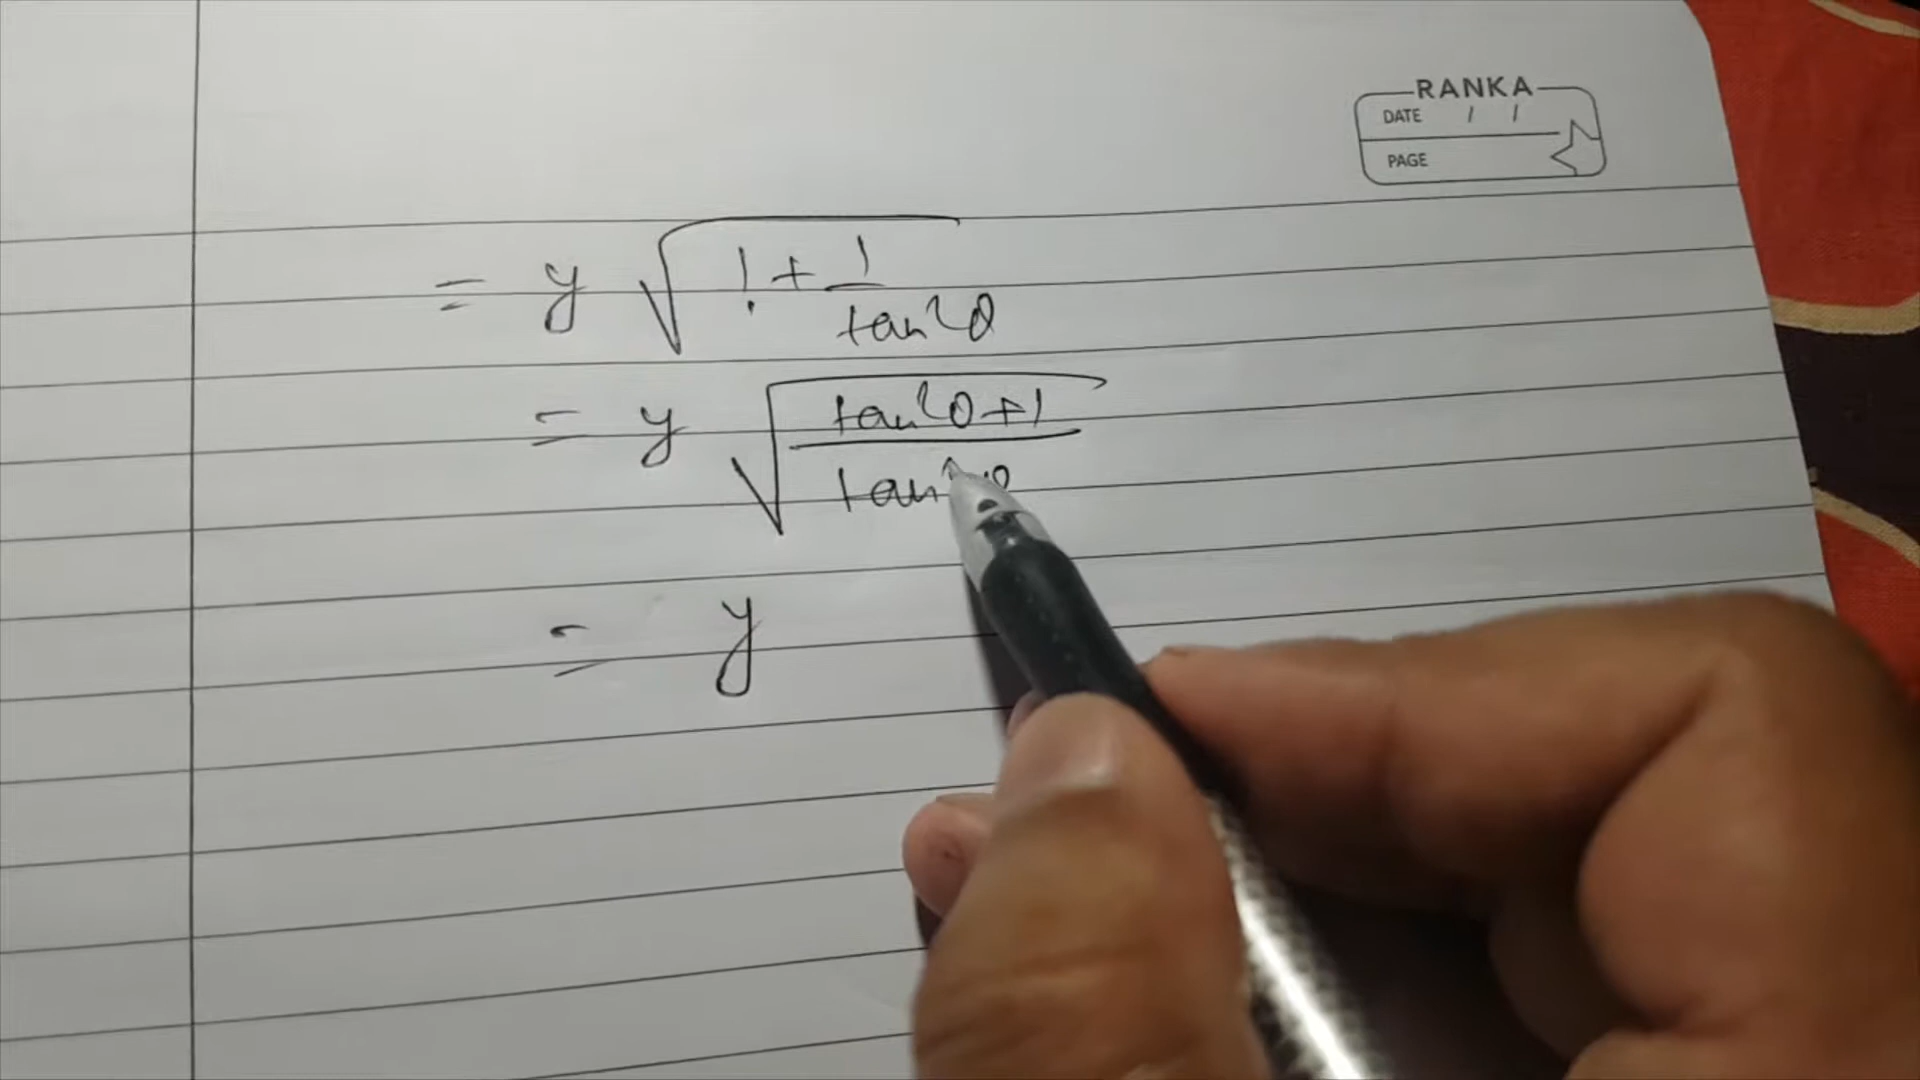 RANKA
DATE / /
PAGE
= y √(1 + 1/tan²θ)
= y √((tan²θ+1)/tan²θ)
= y